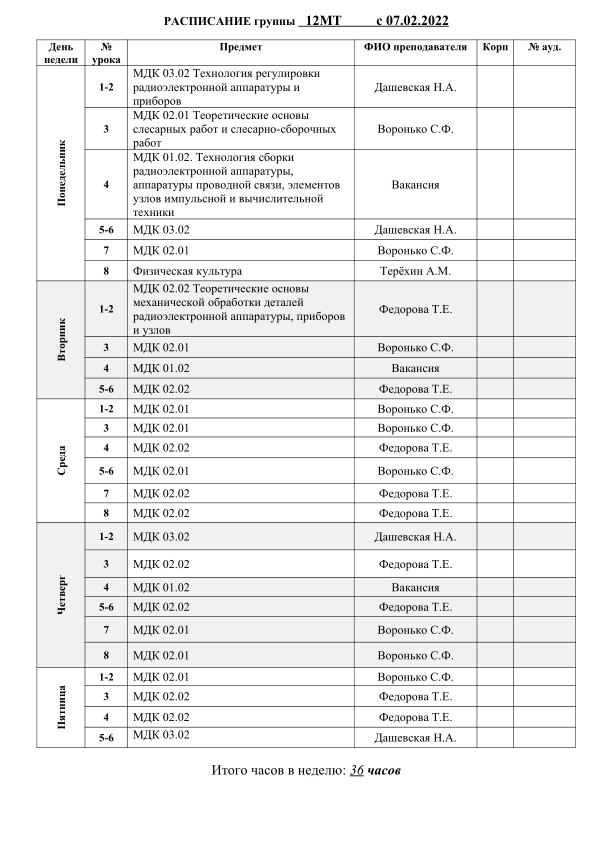 РАСПИСАНИЕ группы 12МТ с 07.02.2022
День недели № урока Предмет ФИО преподавателя Корп № ауд.
Понедельник
1-2 МДК 03.02 Технология регулировки
радиоэлектронной аппаратуры и
приборов Дашевская Н.А.
3 МДК 02.01 Теоретические основы
слесарных работ и слесарно-сборочных
работ Воронько С.Ф.
4 МДК 01.02. Технология сборки
радиоэлектронной аппаратуры,
аппаратуры проводной связи, элементов
узлов импульсной и вычислительной
техники Вакансия
5-6 МДК 03.02 Дашевская Н.А.
7 МДК 02.01 Воронько С.Ф.
8 Физическая культура Терёхин А.М.
Вторник
1-2 МДК 02.02 Теоретические основы
механической обработки деталей
радиоэлектронной аппаратуры, приборов
и узлов Федорова Т.Е.
3 МДК 02.01 Воронько С.Ф.
4 МДК 01.02 Вакансия
5-6 МДК 02.02 Федорова Т.Е.
Среда
1-2 МДК 02.01 Воронько С.Ф.
3 МДК 02.01 Воронько С.Ф.
4 МДК 02.02 Федорова Т.Е.
5-6 МДК 02.01 Воронько С.Ф.
7 МДК 02.02 Федорова Т.Е.
8 МДК 02.02 Федорова Т.Е.
Четверг
1-2 МДК 03.02 Дашевская Н.А.
3 МДК 02.02 Федорова Т.Е.
4 МДК 01.02 Вакансия
5-6 МДК 02.02 Федорова Т.Е.
7 МДК 02.01 Воронько С.Ф.
8 МДК 02.01 Воронько С.Ф.
Пятница
1-2 МДК 02.01 Воронько С.Ф.
3 МДК 02.02 Федорова Т.Е.
4 МДК 02.02 Федорова Т.Е.
5-6 МДК 03.02 Дашевская Н.А.
Итого часов в неделю: 36 часов